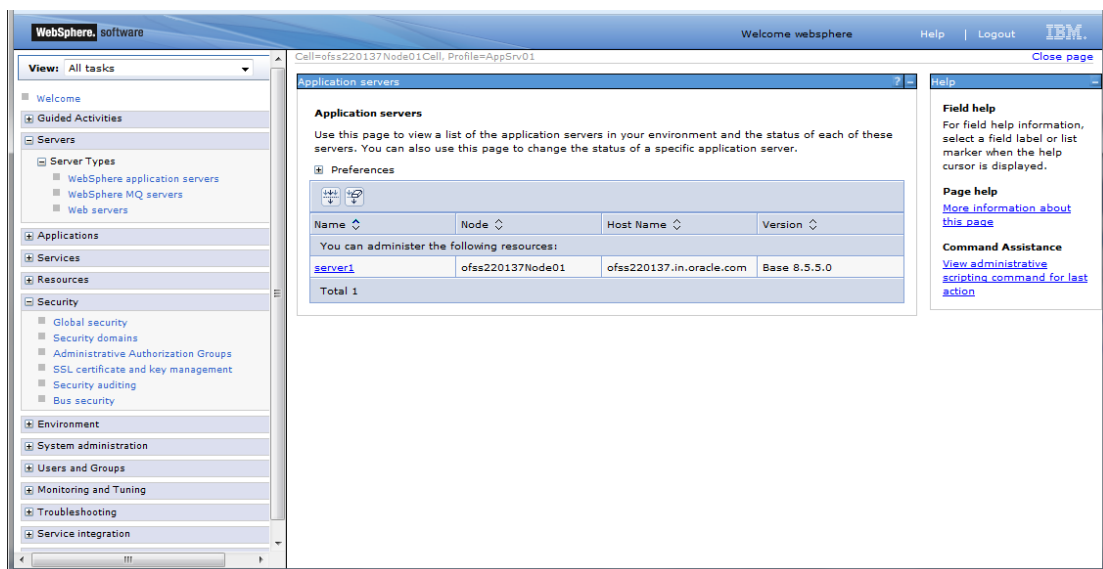 WebSphere. software
Welcome websphere
Help | Logout
IBM.
View: All tasks
Welcome
Guided Activities
Servers
Server Types
WebSphere application servers
WebSphere MQ servers
Web servers
Applications
Services
Resources
Security
Global security
Security domains
Administrative Authorization Groups
SSL certificate and key management
Security auditing
Bus security
Environment
System administration
Users and Groups
Monitoring and Tuning
Troubleshooting
Service integration
Cell=ofss220137Node01Cell, Profile=AppSrv01
Close page
Application servers
? -
Application servers
Use this page to view a list of the application servers in your environment and the status of each of these
servers. You can also use this page to change the status of a specific application server.
Preferences
Name Node Host Name Version
You can administer the following resources:
server1 ofss220137Node01 ofss220137.in.oracle.com Base 8.5.5.0
Total 1
Help
Field help
For field help information,
select a field label or list
marker when the help
cursor is displayed.
Page help
More information about
this page
Command Assistance
View administrative
scripting command for last
action